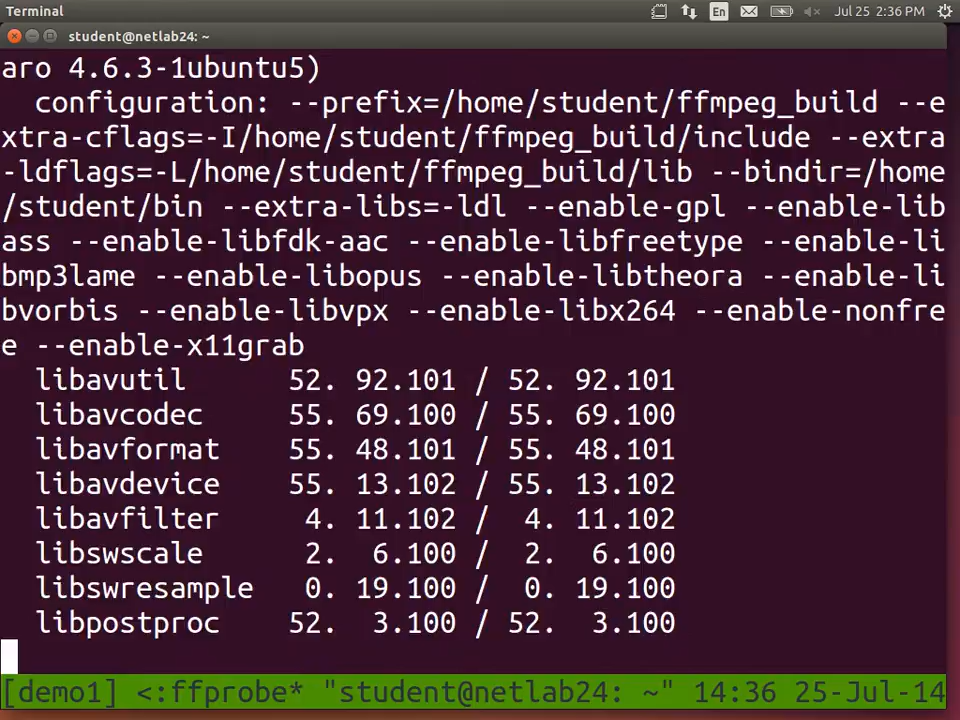 Terminal
En
Jul 25 2:36 PM
student@netlab24: ~
aro 4.6.3-1ubuntu5)
configuration: --prefix=/home/student/ffmpeg_build --e
xtra-cflags=-I/home/student/ffmpeg_build/include --extra
-ldflags=-L/home/student/ffmpeg_build/lib --bindir=/home
/student/bin --extra-libs=-ldl --enable-gpl --enable-lib
ass --enable-libfdk-aac --enable-libfreetype --enable-li
bmp3lame --enable-libopus --enable-libtheora --enable-li
bvorbis --enable-libvpx --enable-libx264 --enable-nonfre
e --enable-x11grab
libavutil      52. 92.101 / 52. 92.101
libavcodec     55. 69.100 / 55. 69.100
libavformat    55. 48.101 / 55. 48.101
libavdevice    55. 13.102 / 55. 13.102
libavfilter     4. 11.102 /  4. 11.102
libswscale      2.  6.100 /  2.  6.100
libswresample   0. 19.100 /  0. 19.100
libpostproc    52.  3.100 / 52.  3.100
[demo1] <:ffprobe* "student@netlab24: ~" 14:36 25-Jul-14